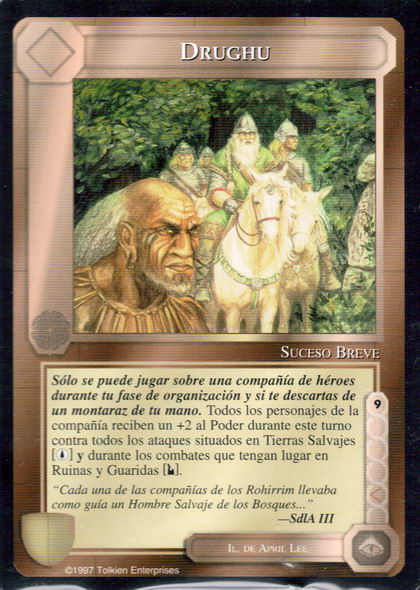 DRUGHU
SUCESO BREVE
Sólo se puede jugar sobre una compañía de héroes
durante tu fase de organización y si te descartas de
un montaraz de tu mano. Todos los personajes de la
compañía reciben un +2 al Poder durante este turno
contra todos los ataques situados en Tierras Salvajes
[ ] y durante los combates que tengan lugar en
Ruinas y Guaridas [ ].
“Cada una de las compañías de los Rohirrim llevaba
como guía un Hombre Salvaje de los Bosques...”
—SdlA III
9
IL. DE APRIL LEE
©1997 Tolkien Enterprises